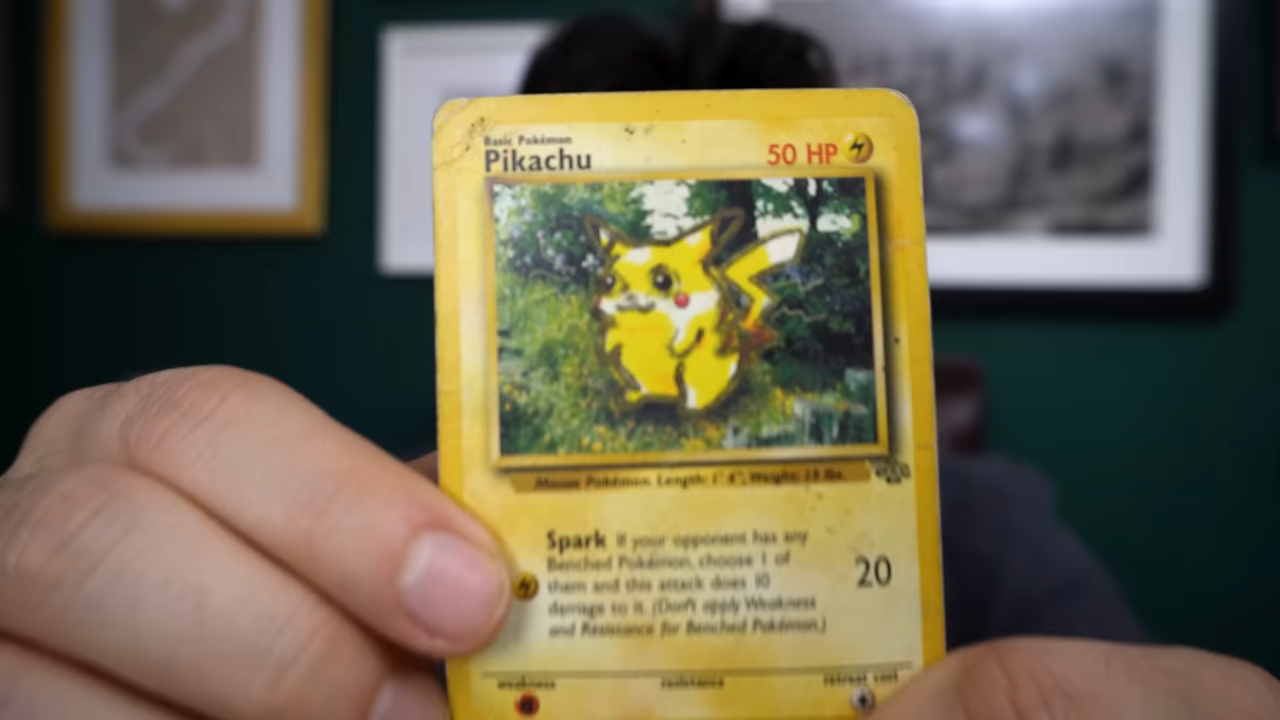 Basic Pokémon
Pikachu
50 HP
Mouse Pokémon. Length: 1' 4", Weight: 13 lbs.
Spark If your opponent has any
Benched Pokémon, choose 1 of
them and this attack does 10
damage to it. (Don't apply Weakness
and Resistance for Benched Pokémon.)
20
weakness
resistance
retreat cost